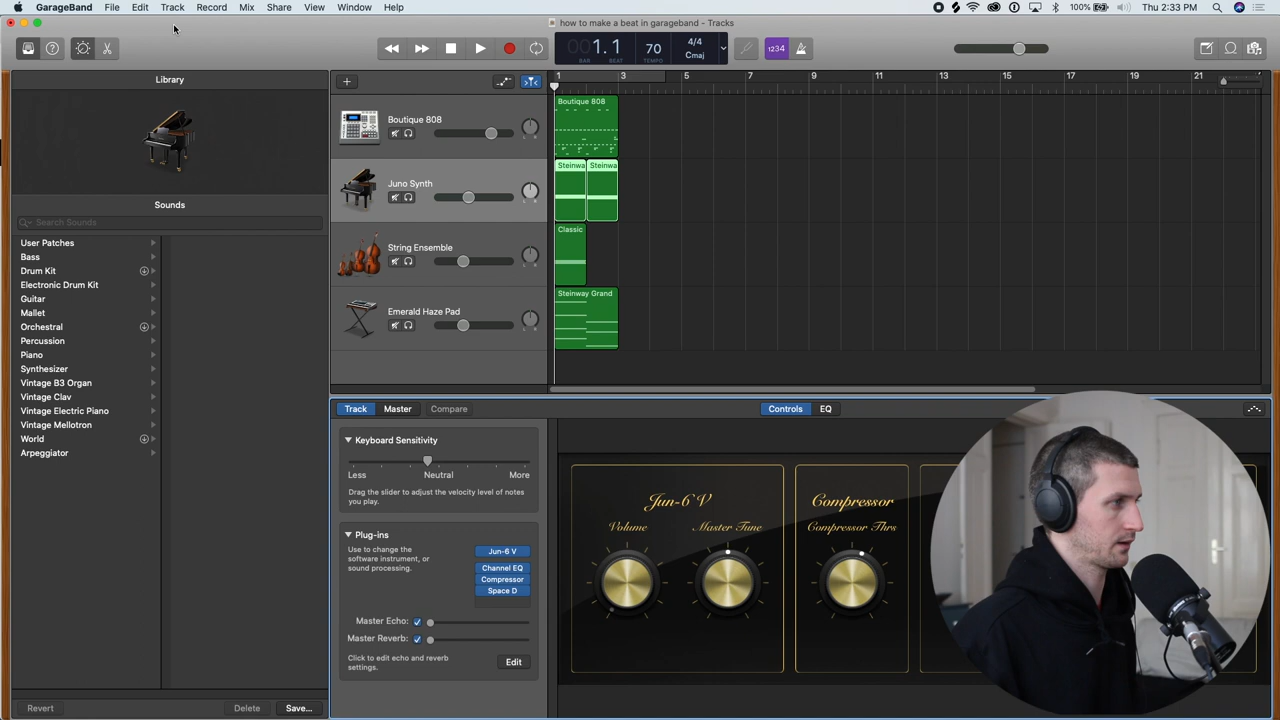 GarageBand File Edit Track Record Mix Share View Window Help
100% Thu 2:33 PM
how to make a beat in garageband - Tracks
001.1
BAR BEAT
70
TEMPO
4/4
Cmaj
1234
Library
Sounds
Search Sounds
User Patches
Bass
Drum Kit
Electronic Drum Kit
Guitar
Mallet
Orchestral
Percussion
Piano
Synthesizer
Vintage B3 Organ
Vintage Clav
Vintage Electric Piano
Vintage Mellotron
World
Arpeggiator
Revert Delete Save...
1 3 5 7 9 11 13 15 17 19 21
Boutique 808
Boutique 808
Juno Synth
Steinwa Steinwa
String Ensemble
Classic
Emerald Haze Pad
Steinway Grand
Track Master Compare
Controls EQ
Keyboard Sensitivity
Less Neutral More
Drag the slider to adjust the velocity level of notes
you play.
Plug-ins
Use to change the
software instrument, or
sound processing.
Jun-6 V
Channel EQ
Compressor
Space D
Master Echo:
Master Reverb:
Click to edit echo and reverb
settings.
Edit
Jun-6 V
Volume Master Tune
Compressor
Compressor Thrs